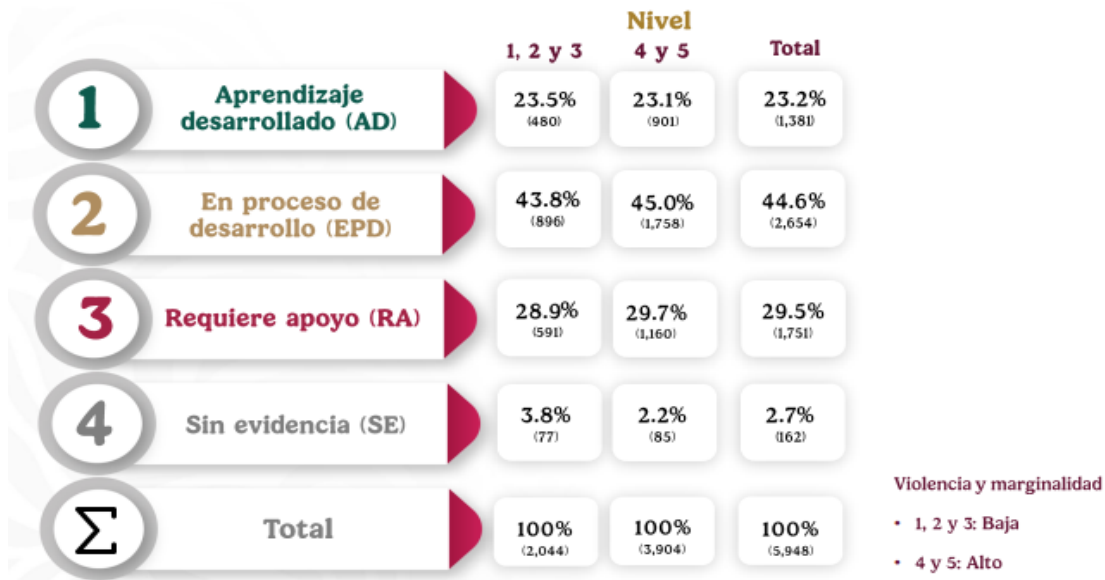 Nivel
1, 2 y 3 4 y 5 Total
1 Aprendizaje desarrollado (AD) 23.5% 23.1% 23.2%
(480) (901) (1,381)
2 En proceso de desarrollo (EPD) 43.8% 45.0% 44.6%
(896) (1,758) (2,654)
3 Requiere apoyo (RA) 28.9% 29.7% 29.5%
(591) (1,160) (1,751)
4 Sin evidencia (SE) 3.8% 2.2% 2.7%
(77) (85) (162)
Σ Total 100% 100% 100%
(2,044) (3,904) (5,948)
Violencia y marginalidad
• 1, 2 y 3: Baja
• 4 y 5: Alto